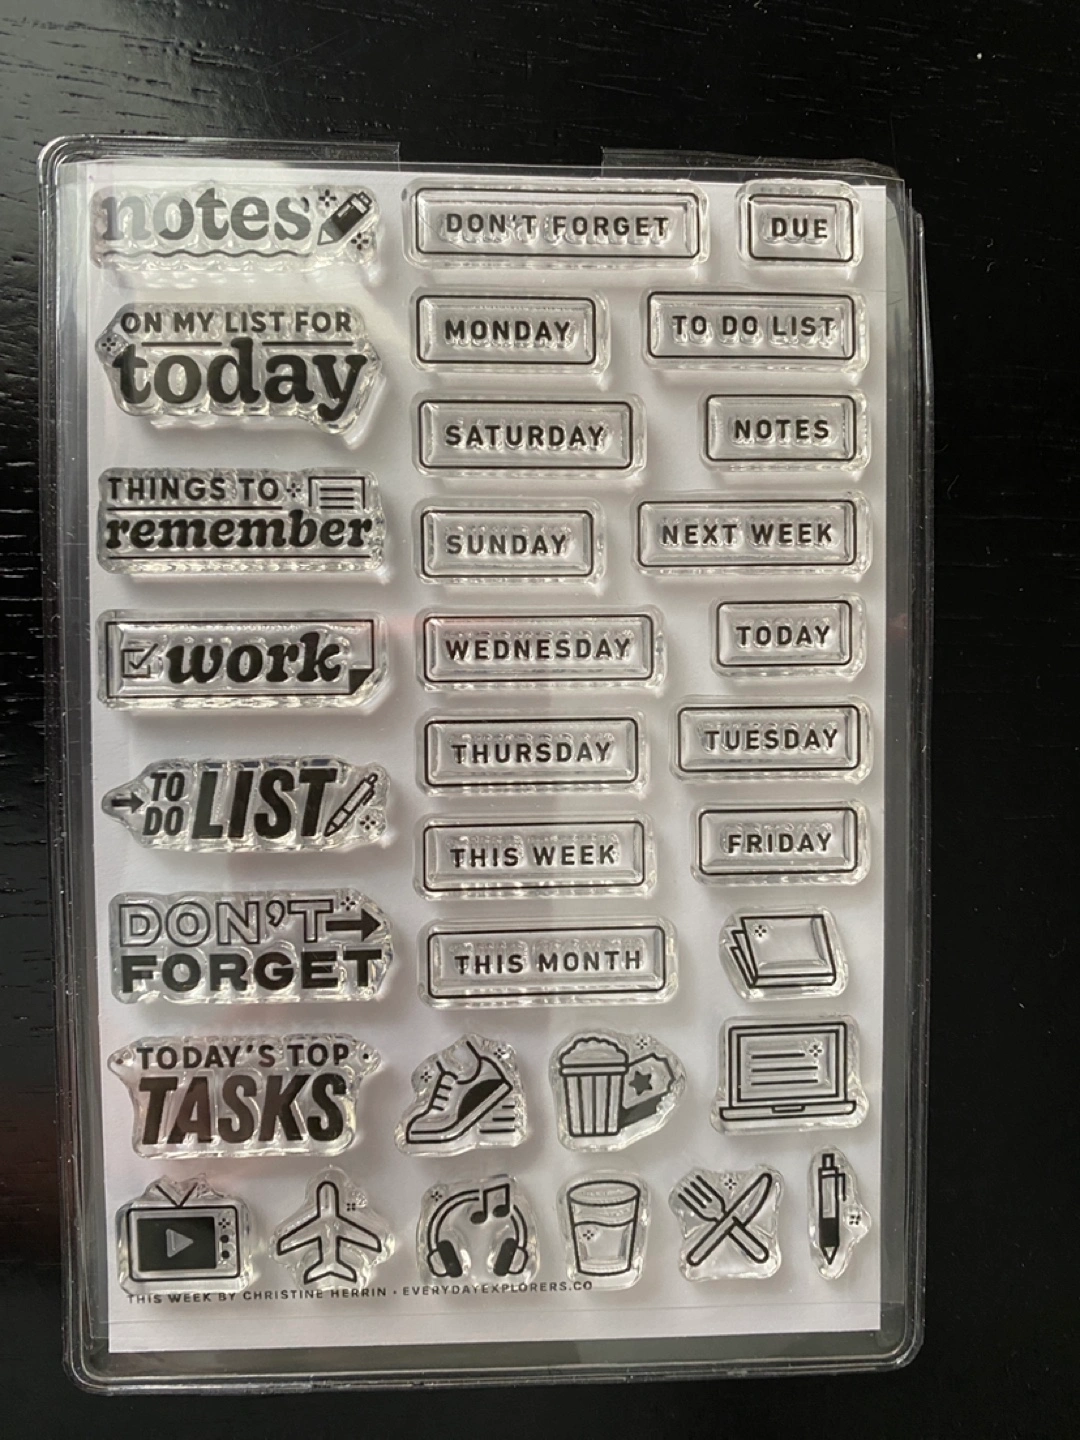 notes
ON MY LIST FOR
today
THINGS TO
remember
work
TO
DO
LIST
DON'T
FORGET
TODAY'S TOP
TASKS
DON'T FORGET
DUE
MONDAY
TO DO LIST
SATURDAY
NOTES
SUNDAY
NEXT WEEK
WEDNESDAY
TODAY
THURSDAY
TUESDAY
THIS WEEK
FRIDAY
THIS MONTH
THIS WEEK BY CHRISTINE HERRIN • EVERYDAYEXPLORERS.CO